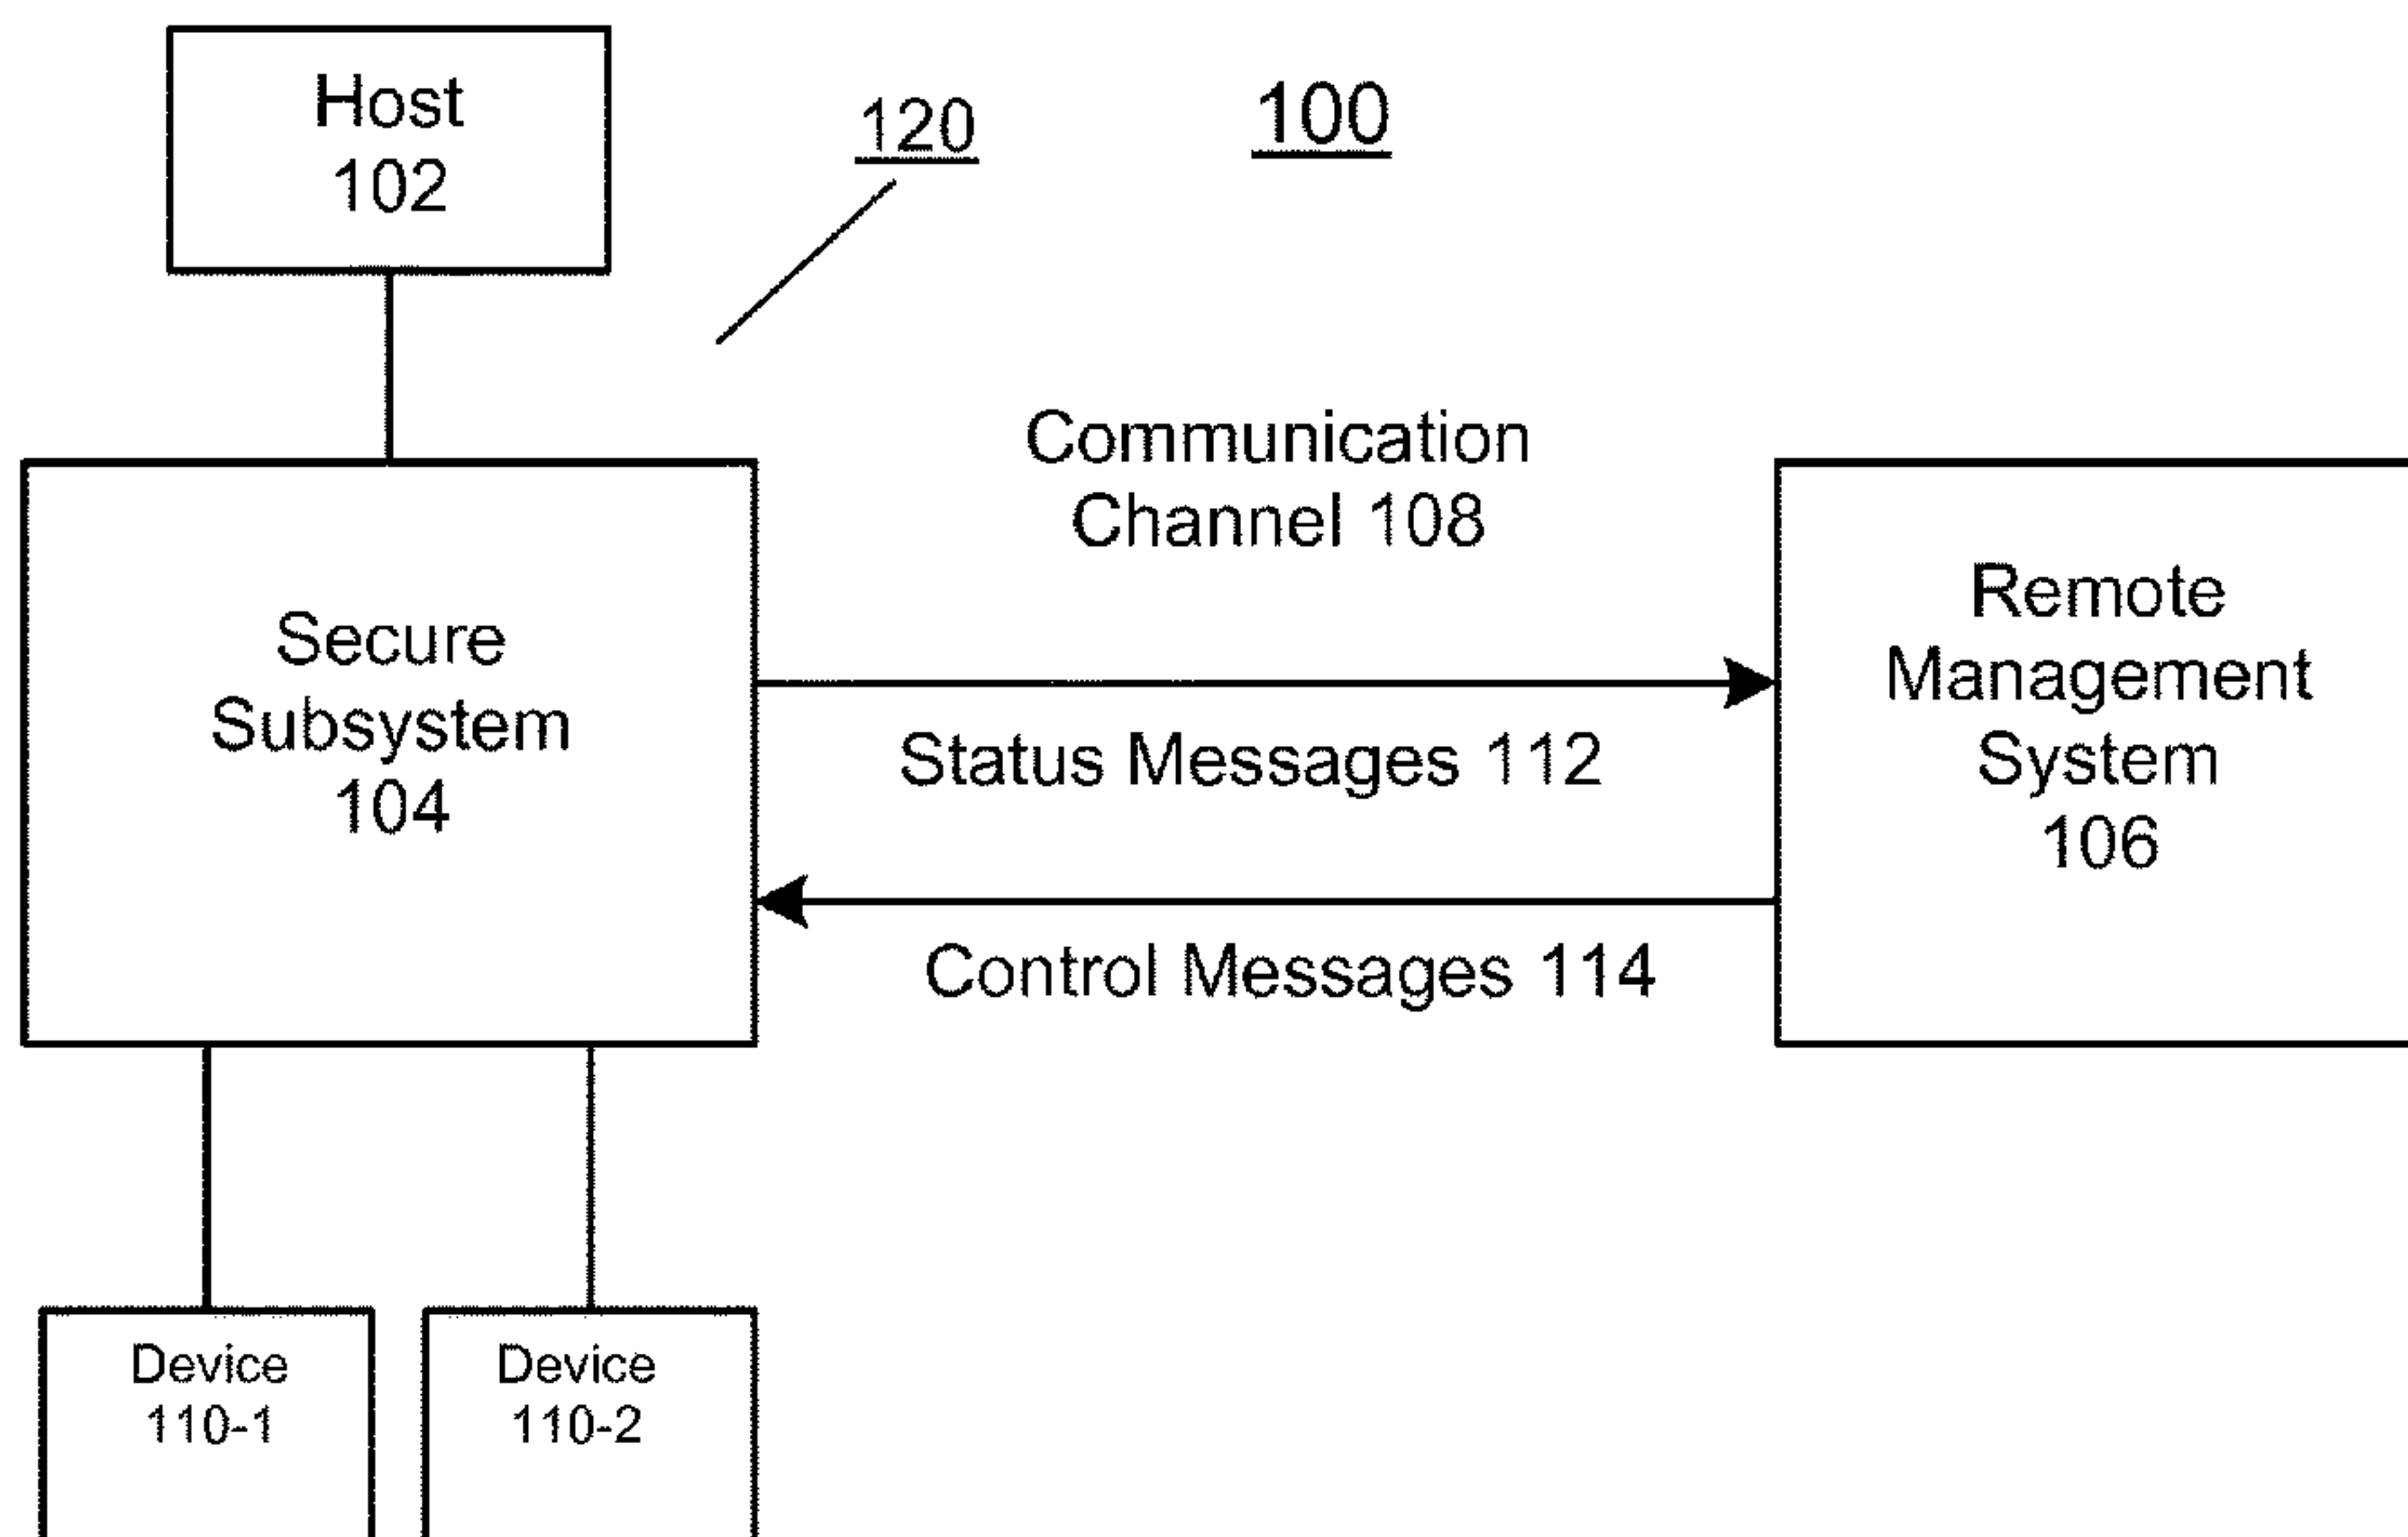 Host
102
120
100
Communication
Channel 108
Secure
Subsystem
104
Remote
Management
System
106
Status Messages 112
Control Messages 114
Device
110-1
Device
110-2